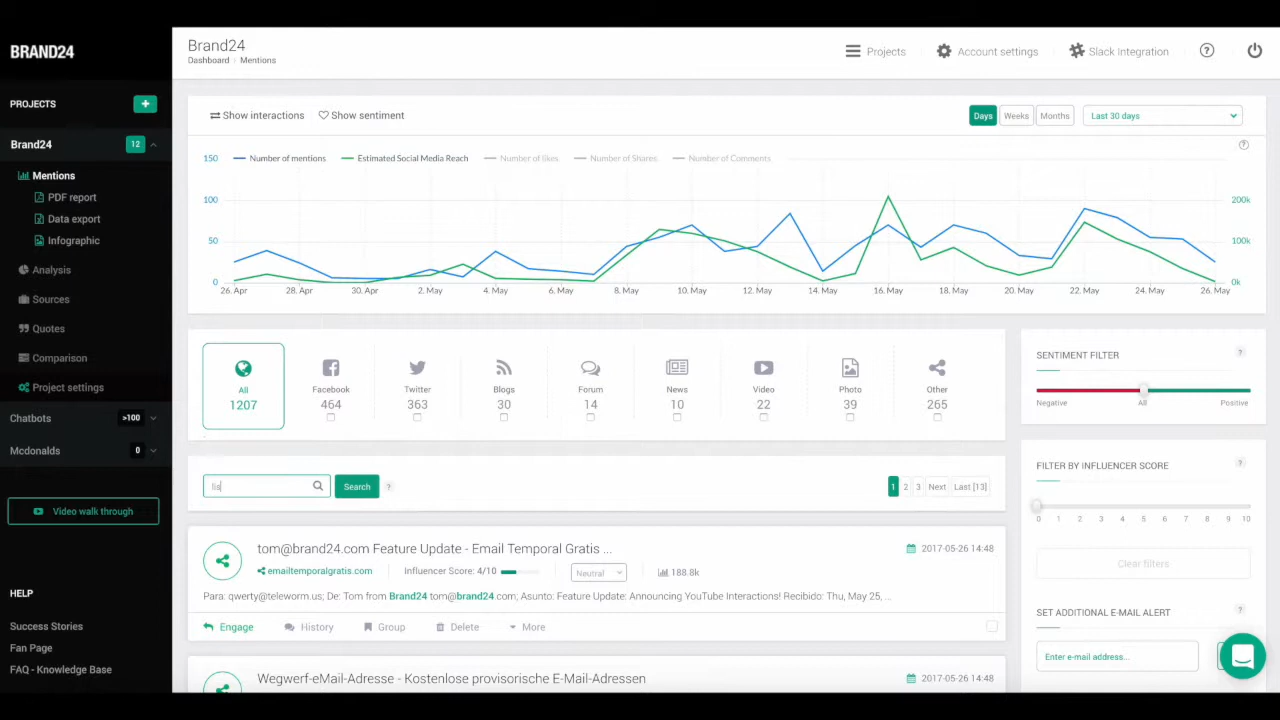 BRAND24
PROJECTS
Brand24 12
Mentions
PDF report
Data export
Infographic
Analysis
Sources
Quotes
Comparison
Project settings
Chatbots >100
Mcdonalds 0
Video walk through
HELP
Success Stories
Fan Page
FAQ - Knowledge Base
Brand24
Dashboard Mentions
Projects Account settings Slack Integration ?
Show interactions Show sentiment
Days Weeks Months Last 30 days
?
150 Number of mentions Estimated Social Media Reach Number of likes Number of Shares Number of Comments
100 200k
50 100k
0 0k
26. Apr 28. Apr 30. Apr 2. May 4. May 6. May 8. May 10. May 12. May 14. May 16. May 18. May 20. May 22. May 24. May 26. May
All Facebook Twitter Blogs Forum News Video Photo Other
1207 464 363 30 14 10 22 39 265
lis Search ?
1 2 3 Next Last [13]
tom@brand24.com Feature Update - Email Temporal Gratis ...
2017-05-26 14:48
emailtemporalgratis.com Influencer Score: 4/10 Neutral 188.8k
Para: qwerty@teleworm.us; De: Tom from Brand24 tom@brand24.com; Asunto: Feature Update: Announcing YouTube Interactions! Recibido: Thu, May 25, ...
Engage History Group Delete More
Wegwerf-eMail-Adresse - Kostenlose provisorische E-Mail-Adressen
2017-05-26 14:48
SENTIMENT FILTER ?
Negative All Positive
FILTER BY INFLUENCER SCORE ?
0 1 2 3 4 5 6 7 8 9 10
Clear filters
SET ADDITIONAL E-MAIL ALERT ?
Enter e-mail address...